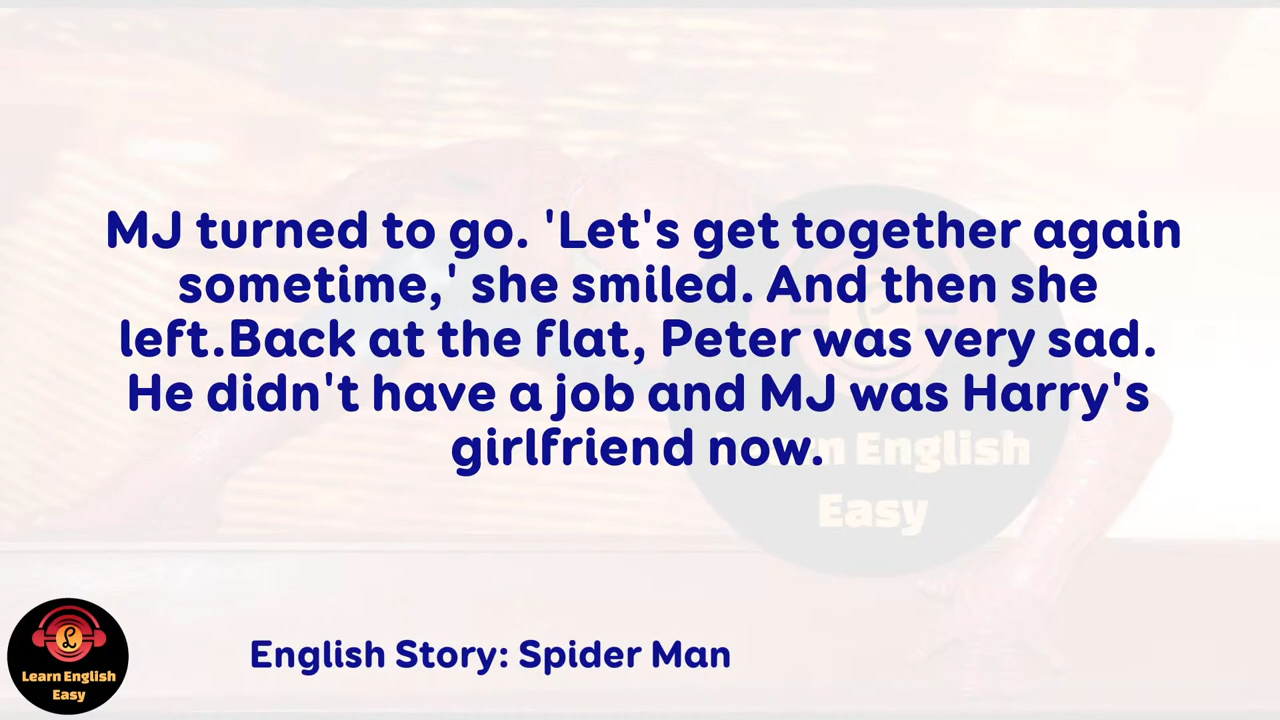 MJ turned to go. 'Let's get together again
sometime,' she smiled. And then she
left.Back at the flat, Peter was very sad.
He didn't have a job and MJ was Harry's
girlfriend now.
English
Easy
English Story: Spider Man
Learn English
Easy